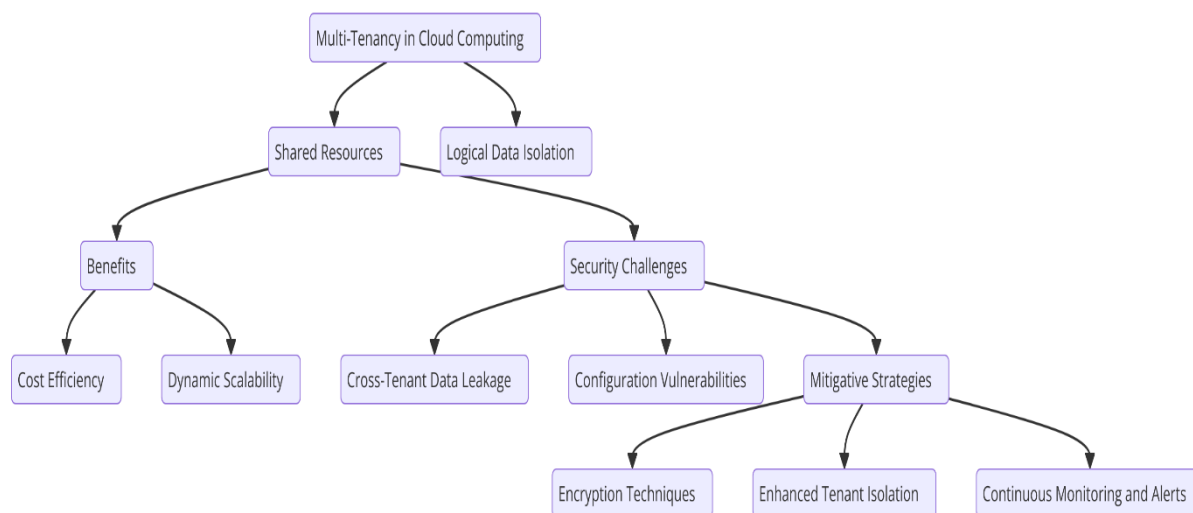 Multi-Tenancy in Cloud Computing
Shared Resources
Logical Data Isolation
Benefits
Security Challenges
Cost Efficiency
Dynamic Scalability
Cross-Tenant Data Leakage
Configuration Vulnerabilities
Mitigative Strategies
Encryption Techniques
Enhanced Tenant Isolation
Continuous Monitoring and Alerts